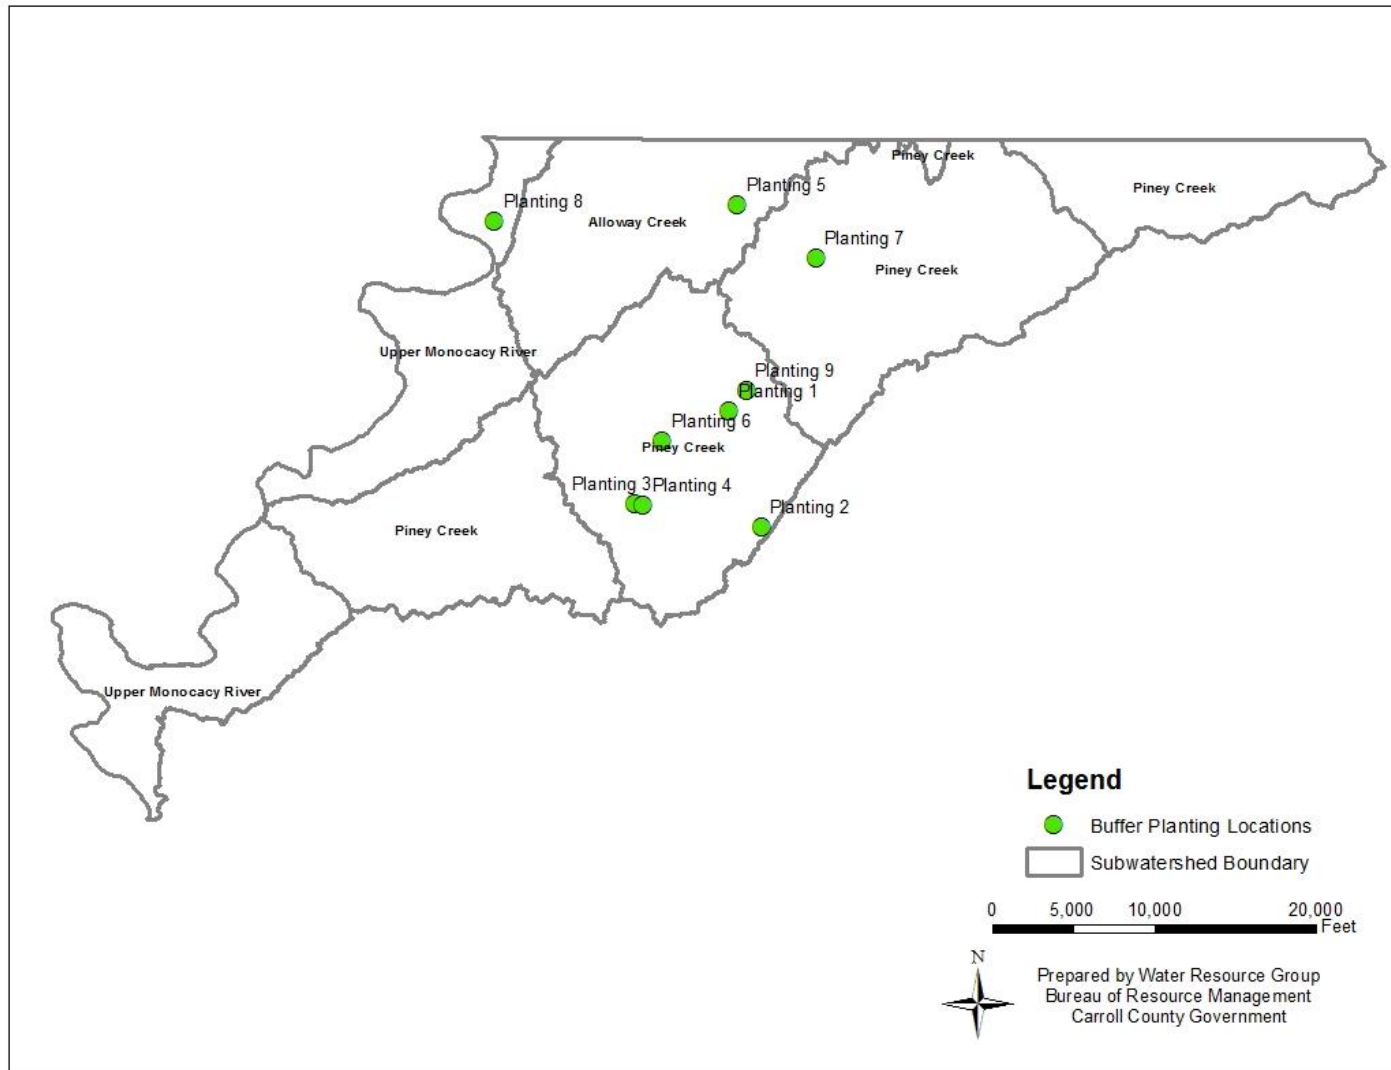 Piney Creek
Planting 5
Piney Creek
Planting 8
Alloway Creek
Planting 7
Piney Creek
Upper Monocacy River
Planting 9
Planting 1
Planting 6
Piney Creek
Planting 3
Planting 4
Planting 2
Piney Creek
Upper Monocacy River
Legend
Buffer Planting Locations
Subwatershed Boundary
0 5,000 10,000 20,000
Feet
N
Prepared by Water Resource Group
Bureau of Resource Management
Carroll County Government